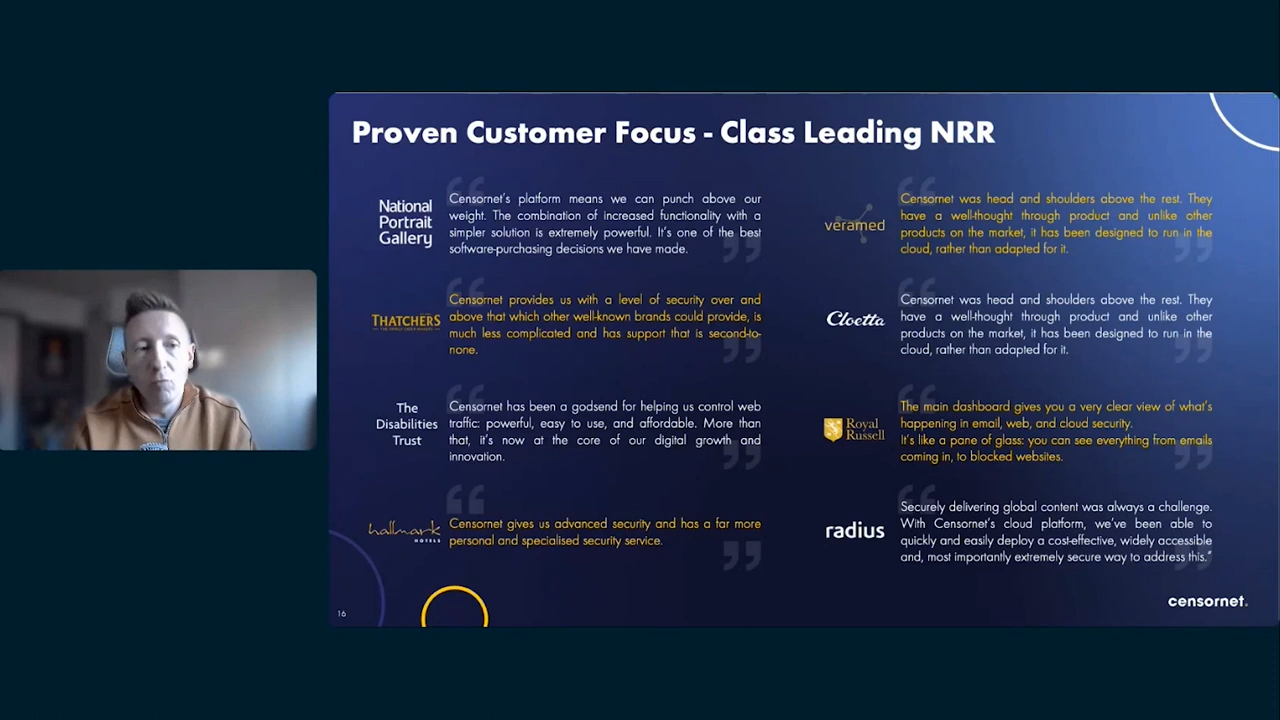 Proven Customer Focus - Class Leading NRR
National
Portrait
Gallery
Censornet's platform means we can punch above our
weight. The combination of increased functionality with a
simpler solution is extremely powerful. It's one of the best
software-purchasing decisions we have made.
THATCHERS
Censornet provides us with a level of security over and
above that which other well-known brands could provide, is
much less complicated and has support that is second-to-
none.
The
Disabilities
Trust
Censornet has been a godsend for helping us control web
traffic: powerful, easy to use, and affordable. More than
that, it's now at the core of our digital growth and
innovation.
hallmark
HOTELS
Censornet gives us advanced security and has a far more
personal and specialised security service.
veramed
Censornet was head and shoulders above the rest. They
have a well-thought through product and unlike other
products on the market, it has been designed to run in the
cloud, rather than adapted for it.
Cloetta
Censornet was head and shoulders above the rest. They
have a well-thought through product and unlike other
products on the market, it has been designed to run in the
cloud, rather than adapted for it.
Royal
Russell
The main dashboard gives you a very clear view of what's
happening in email, web, and cloud security.
It's like a pane of glass: you can see everything from emails
coming in, to blocked websites.
radius
Securely delivering global content was always a challenge.
With Censornet's cloud platform, we've been able to
quickly and easily deploy a cost-effective, widely accessible
and, most importantly extremely secure way to address this."
16
censornet.